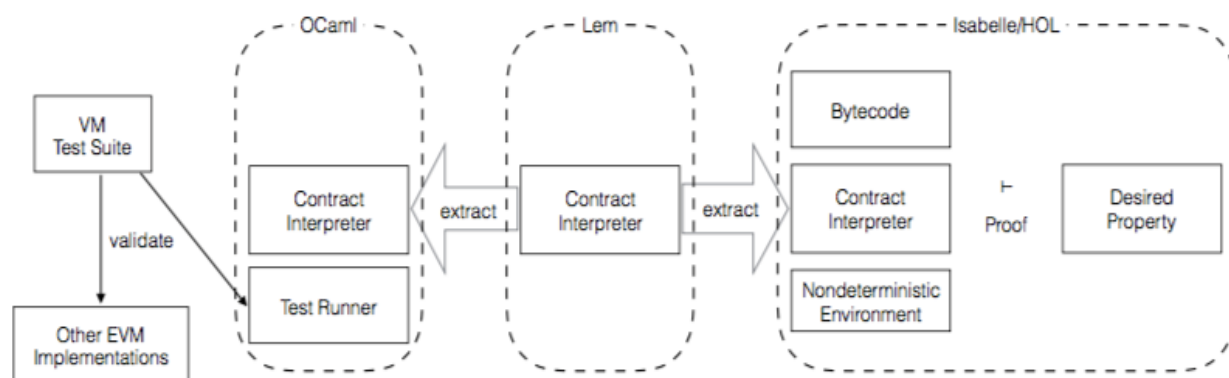 OCaml
Lem
Isabelle/HOL
VM
Test Suite
Bytecode
Contract
Interpreter
extract
Contract
Interpreter
extract
Contract
Interpreter
⊢
Proof
Desired
Property
validate
Test Runner
Nondeterministic
Environment
Other EVM
Implementations